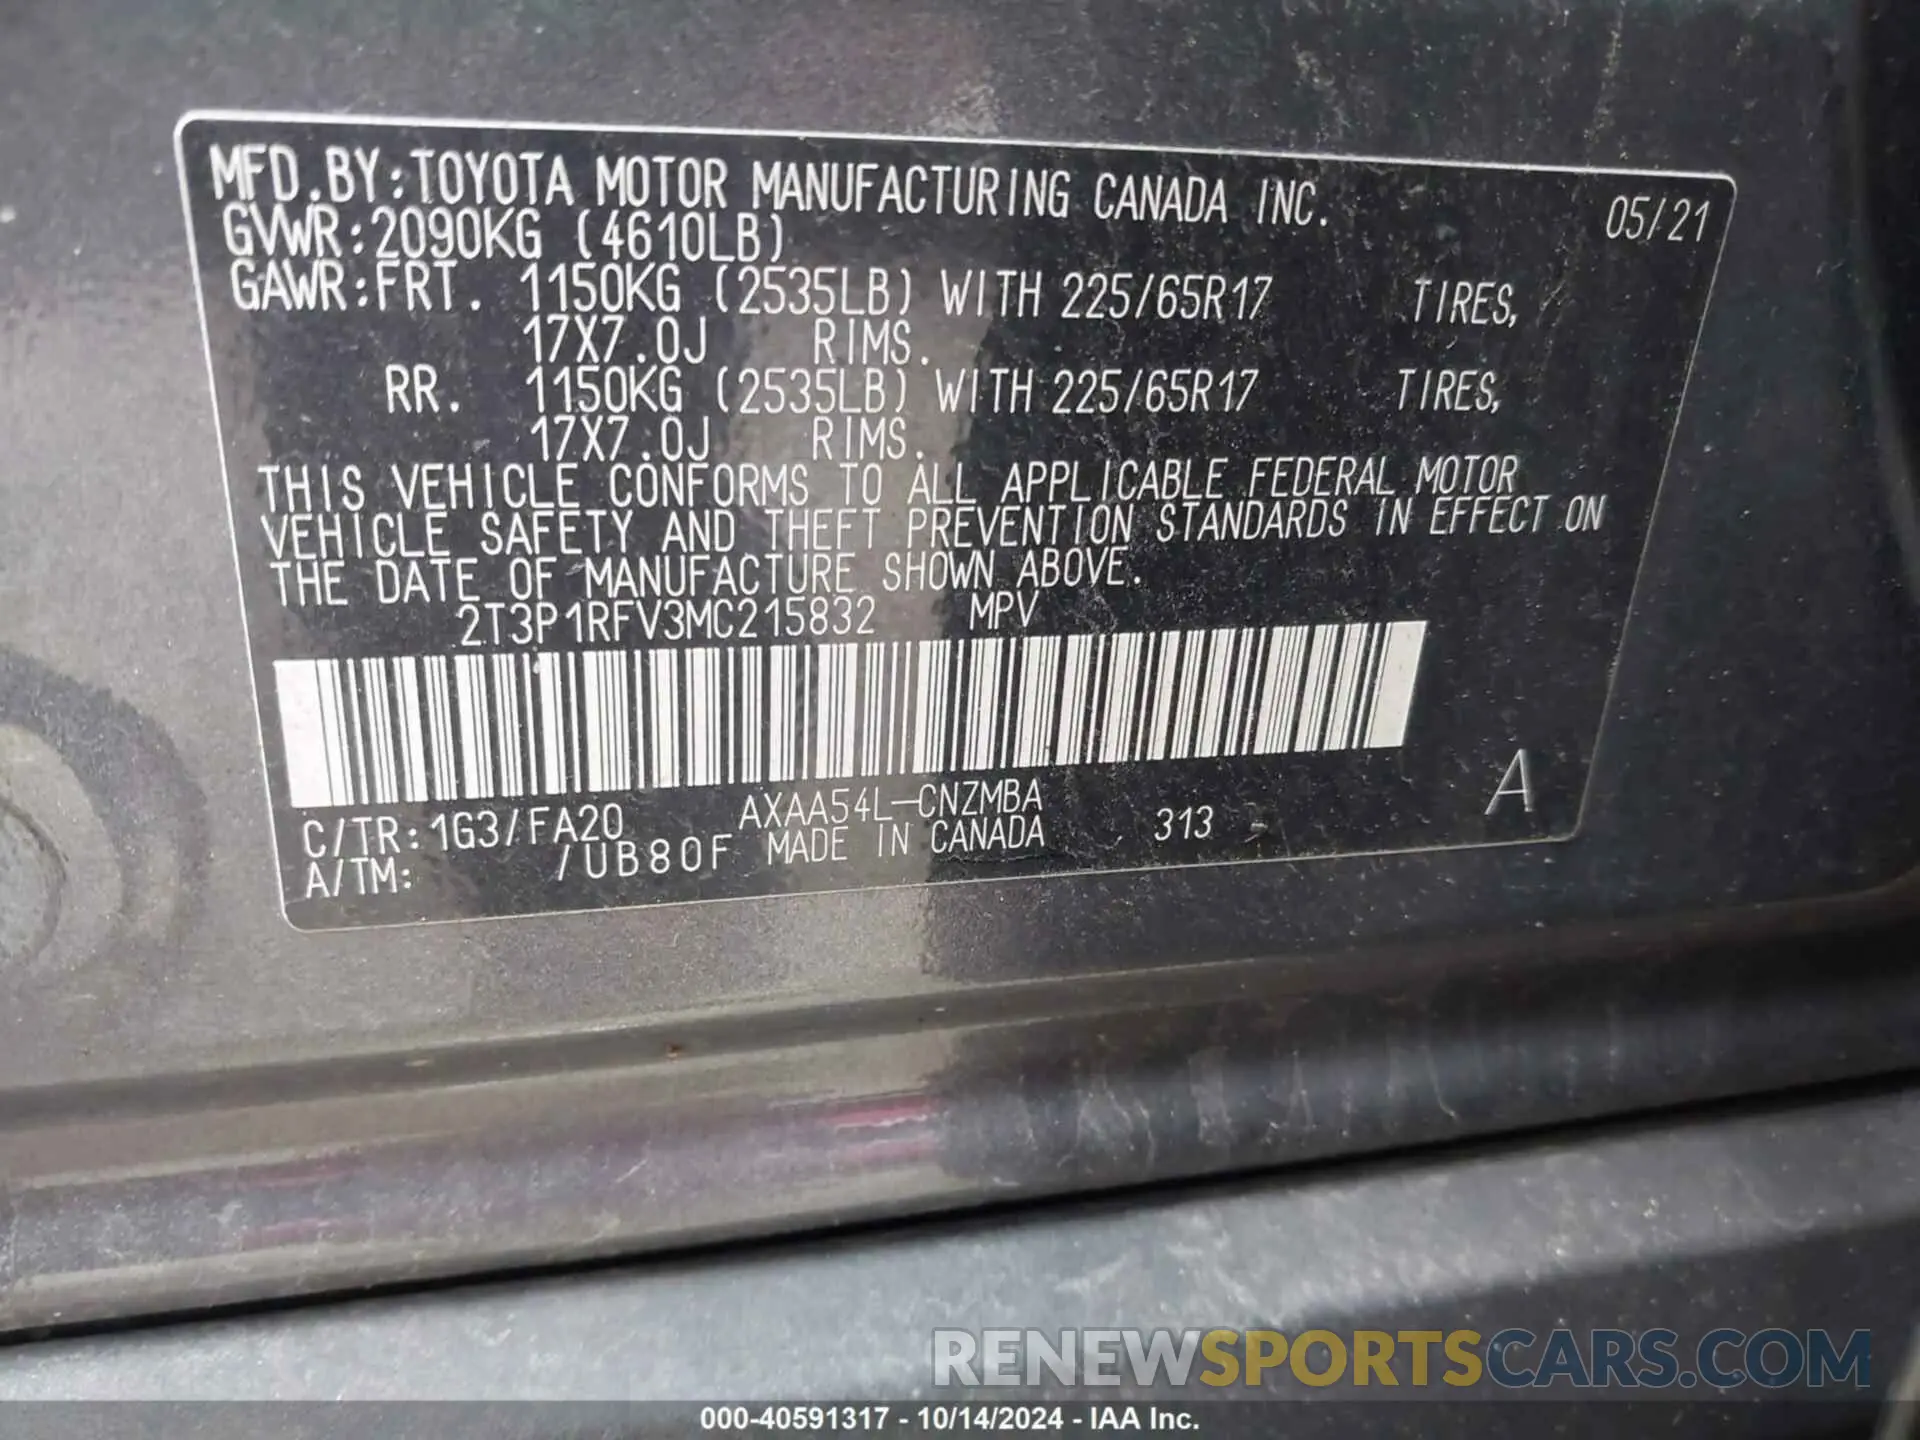 MFD.BY:TOYOTA MOTOR MANUFACTURING CANADA INC. 05/21
GVWR:2090KG (4610LB)
GAWR:FRT. 1150KG (2535LB) WITH 225/65R17 TIRES,
17X7.0J RIMS.
RR. 1150KG (2535LB) WITH 225/65R17 TIRES,
17X7.0J RIMS.
THIS VEHICLE CONFORMS TO ALL APPLICABLE FEDERAL MOTOR
VEHICLE SAFETY AND THEFT PREVENTION STANDARDS IN EFFECT ON
THE DATE OF MANUFACTURE SHOWN ABOVE.
2T3P1RFV3MC215832 MPV
C/TR:1G3/FA20 AXAA54L-CNZMBA
A/TM: /UB80F MADE IN CANADA 313 A
RENEWSPORTSCARS.COM
000-40591317 - 10/14/2024 - IAA Inc.